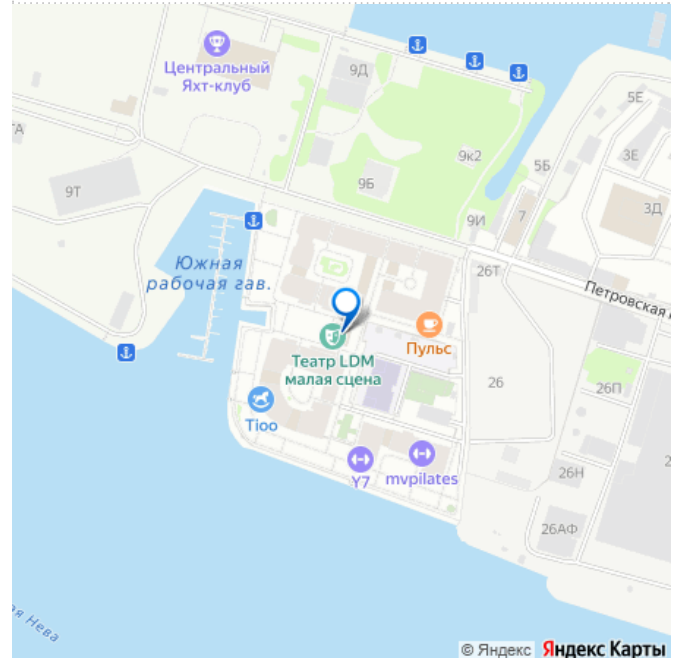 Центральный
Яхт-клуб
9Д
5Е
9к2
3Е
5Б
9Т
9Б
3Д
9И
7
Южная
рабочая гав.
26Т
Петровская
Пульс
Театр LDM
малая сцена
26
26П
Tioo
Y7
mvpilates
26Н
26АФ
ая Нева
© Яндекс Яндекс Карты